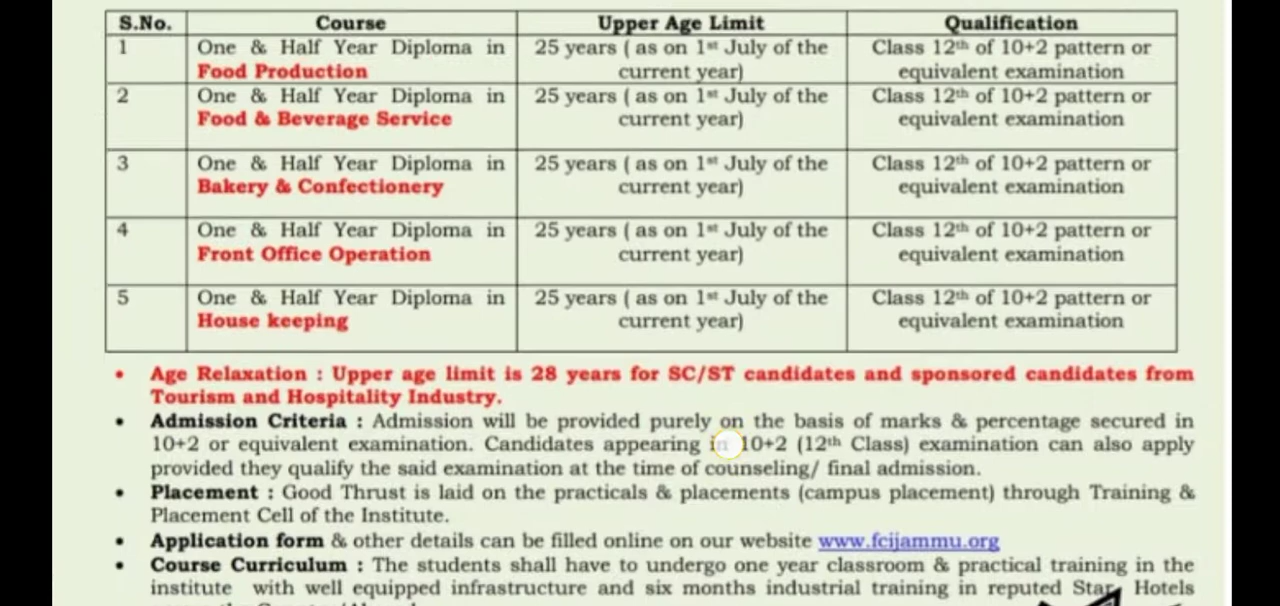 S.No. Course Upper Age Limit Qualification
1 One & Half Year Diploma in 25 years ( as on 1st July of the Class 12th of 10+2 pattern or
Food Production current year) equivalent examination
2 One & Half Year Diploma in 25 years ( as on 1st July of the Class 12th of 10+2 pattern or
Food & Beverage Service current year) equivalent examination
3 One & Half Year Diploma in 25 years ( as on 1st July of the Class 12th of 10+2 pattern or
Bakery & Confectionery current year) equivalent examination
4 One & Half Year Diploma in 25 years ( as on 1st July of the Class 12th of 10+2 pattern or
Front Office Operation current year) equivalent examination
5 One & Half Year Diploma in 25 years ( as on 1st July of the Class 12th of 10+2 pattern or
House keeping current year) equivalent examination
• Age Relaxation : Upper age limit is 28 years for SC/ST candidates and sponsored candidates from
Tourism and Hospitality Industry.
• Admission Criteria : Admission will be provided purely on the basis of marks & percentage secured in
10+2 or equivalent examination. Candidates appearing in 10+2 (12th Class) examination can also apply
provided they qualify the said examination at the time of counseling/ final admission.
• Placement : Good Thrust is laid on the practicals & placements (campus placement) through Training &
Placement Cell of the Institute.
• Application form & other details can be filled online on our website www.fcijammu.org
• Course Curriculum : The students shall have to undergo one year classroom & practical training in the
institute with well equipped infrastructure and six months industrial training in reputed Star Hotels